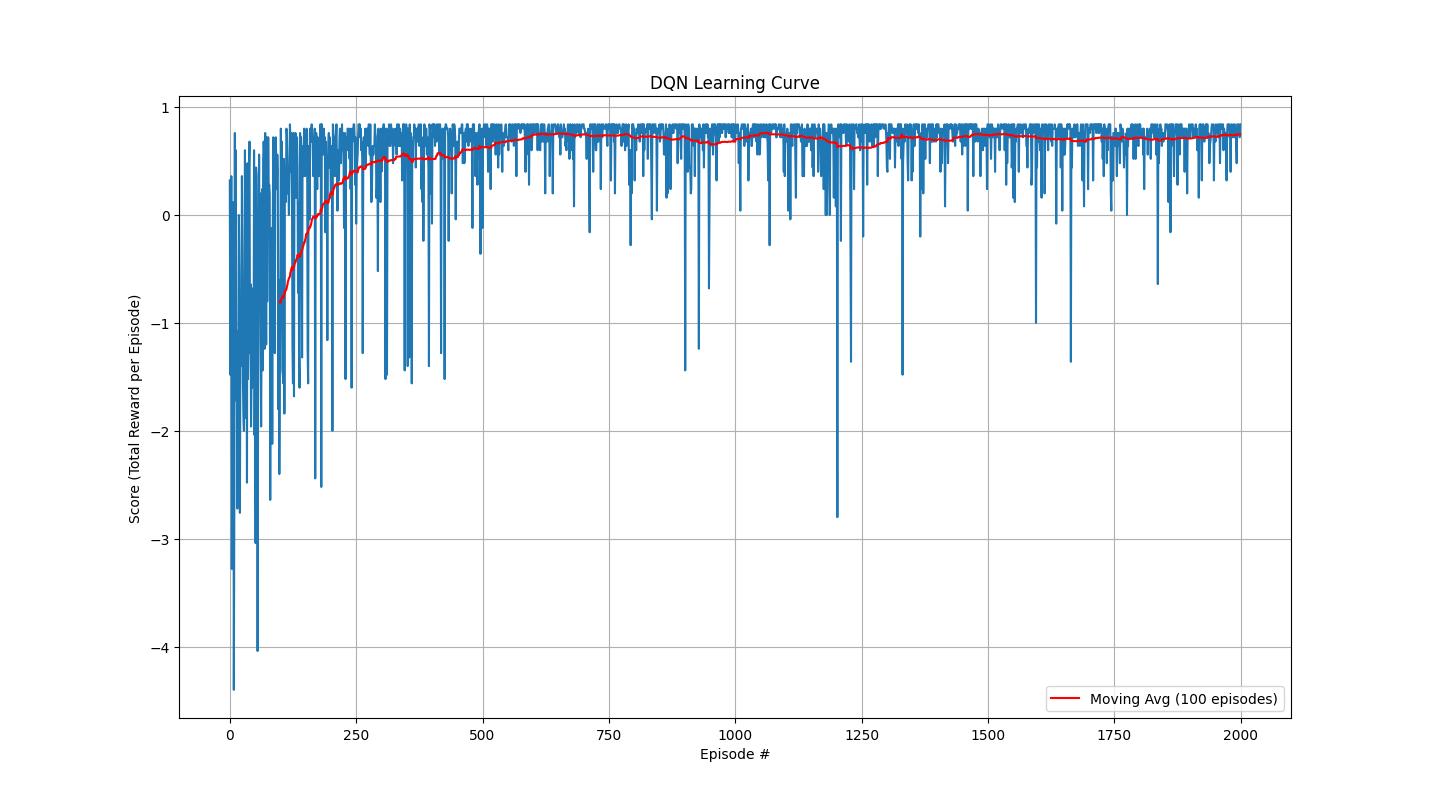 DQN Learning Curve
1
0
−1
−2
−3
−4
Score (Total Reward per Episode)
Moving Avg (100 episodes)
0 250 500 750 1000 1250 1500 1750 2000
Episode #